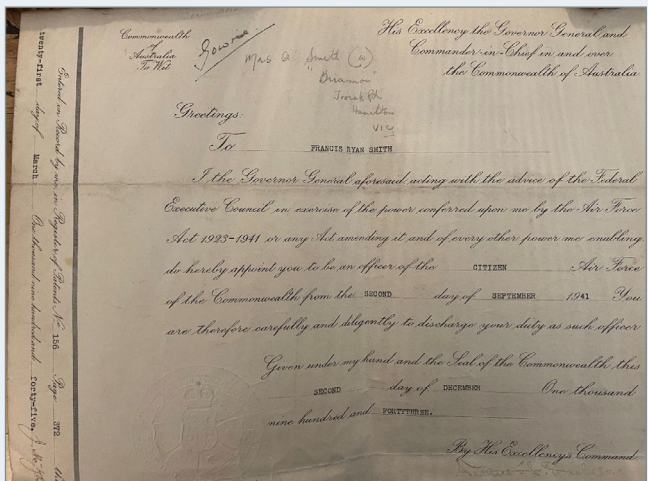 Commonwealth
of
Australia
To Wit
Gowrie
Mrs A Smith (w)
Hamilton
VIC
His Excellency the Governor General and
Commander-in-Chief in and over
the Commonwealth of Australia
Greetings:
To FRANCIS RYAN SMITH
I the Governor General aforesaid acting with the advice of the Federal
Executive Council in exercise of the power conferred upon me by the Air Force
Act 1923-1941 or any Act amending it and of every other power me enabling
do hereby appoint you to be an officer of the CITIZEN Air Force
of the Commonwealth from the SECOND day of SEPTEMBER 1941 You
are therefore carefully and diligently to discharge your duty as such officer
Given under my hand and the Seal of the Commonwealth this
SECOND day of DECEMBER One thousand
nine hundred and FORTYTHREE.
By His Excellency's Command
Entered on Record by me in Register of Patents No 156 Page 372 this
twenty-first day of March One thousand nine hundred and forty-five.